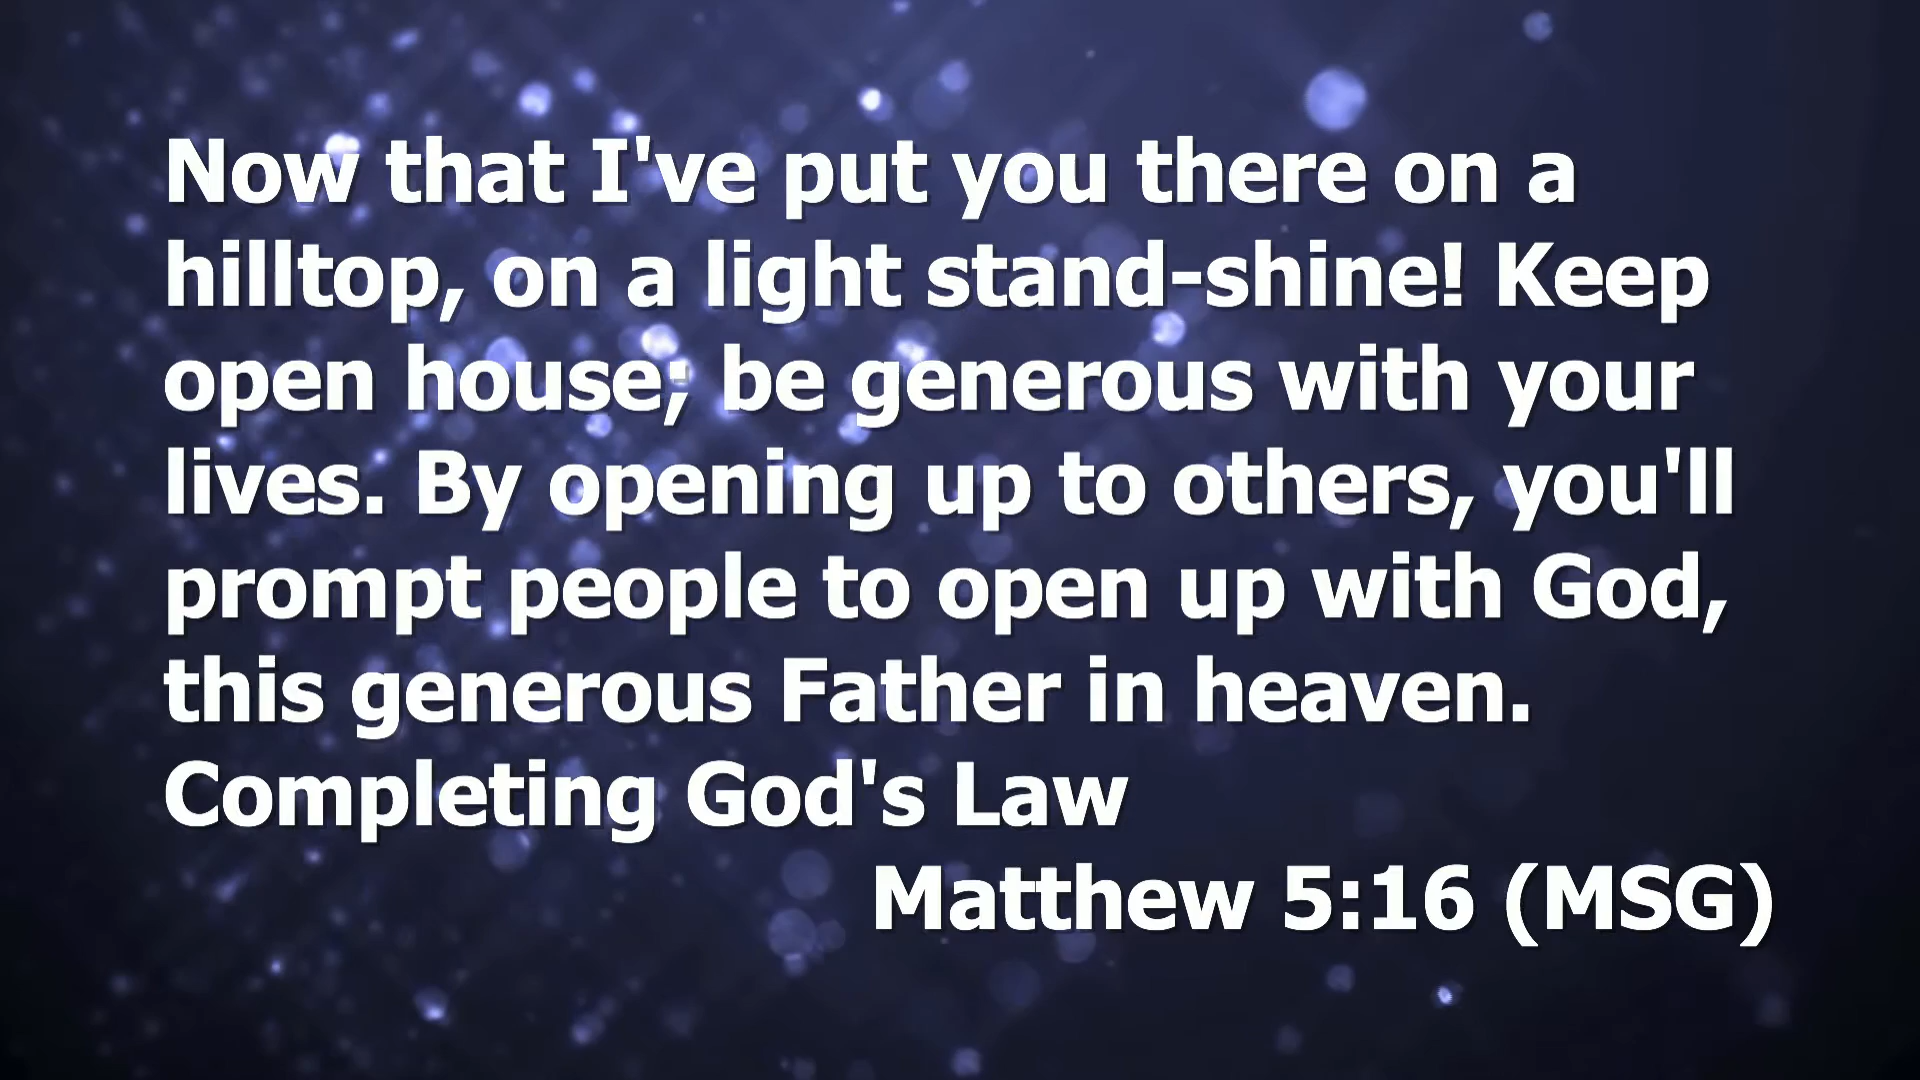 Now that I've put you there on a
hilltop, on a light stand-shine! Keep
open house; be generous with your
lives. By opening up to others, you'll
prompt people to open up with God,
this generous Father in heaven.
Completing God's Law
Matthew 5:16 (MSG)